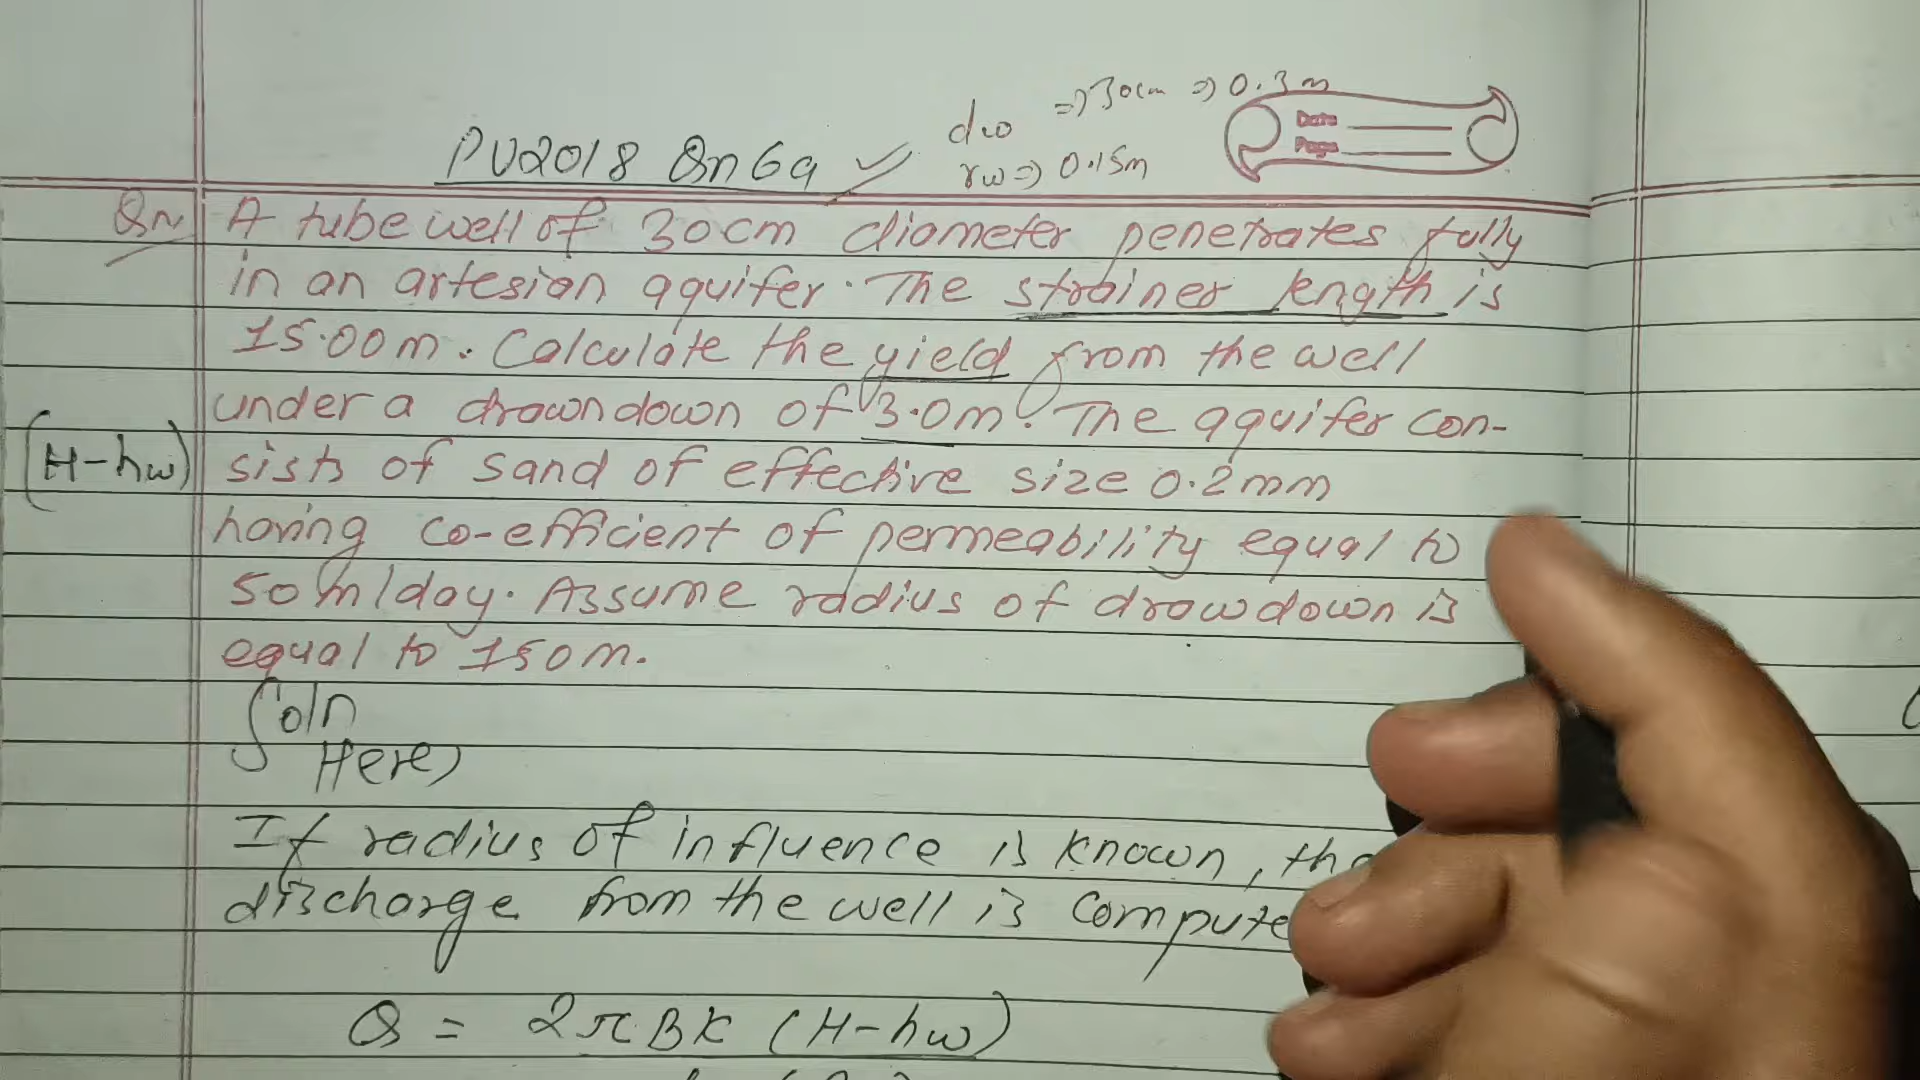 dw => 30cm => 0.3m
rw => 0.15m
Date
Page
PU2018 Qn6a
Qn A tube well of 30cm diameter penetrates fully
in an artesian aquifer. The strainer length is
15.00m. Calculate the yield from the well
under a drawndown of 3.0m. The aquifer con-
(H-hw) sists of sand of effective size 0.2mm
having co-efficient of permeability equal to
50m/day. Assume radius of drawdown is
equal to 150m.
Soln
Here,
If radius of influence is known, the
discharge from the well is compute
Q = 2πBK (H-hw)